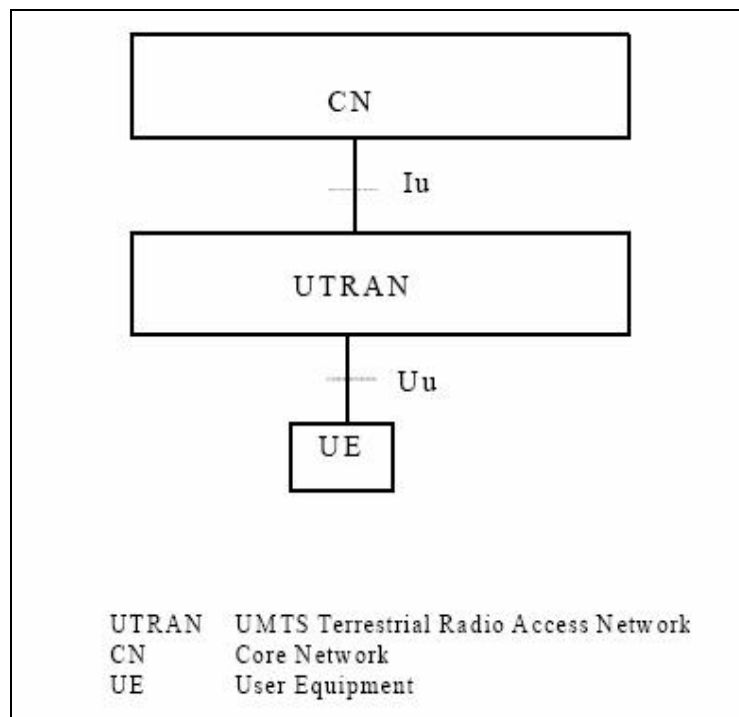 CN
Iu
UTRAN
Uu
UE
UTRAN UMTS Terrestrial Radio Access Network
CN Core Network
UE User Equipment